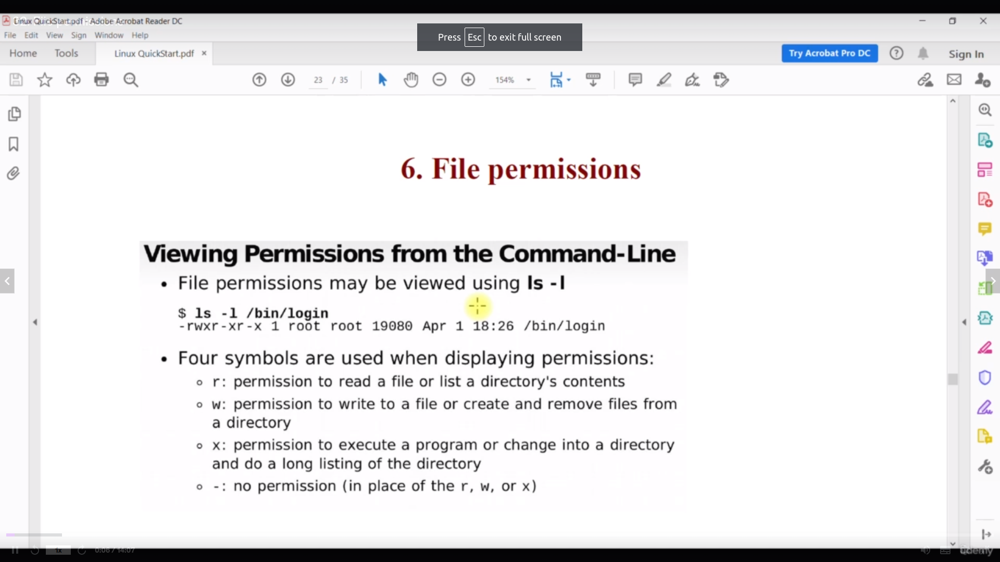 Linux QuickStart.pdf - Adobe Acrobat Reader DC
File Edit View Sign Window Help
Press Esc to exit full screen
Home Tools Linux QuickStart.pdf ×
Try Acrobat Pro DC ? Sign In
23 / 35 154%
6. File permissions
Viewing Permissions from the Command-Line
• File permissions may be viewed using ls -l
$ ls -l /bin/login
-rwxr-xr-x 1 root root 19080 Apr 1 18:26 /bin/login
• Four symbols are used when displaying permissions:
○ r: permission to read a file or list a directory's contents
○ w: permission to write to a file or create and remove files from
a directory
○ x: permission to execute a program or change into a directory
and do a long listing of the directory
○ -: no permission (in place of the r, w, or x)
1x 0:06 / 14:07
ûdemy